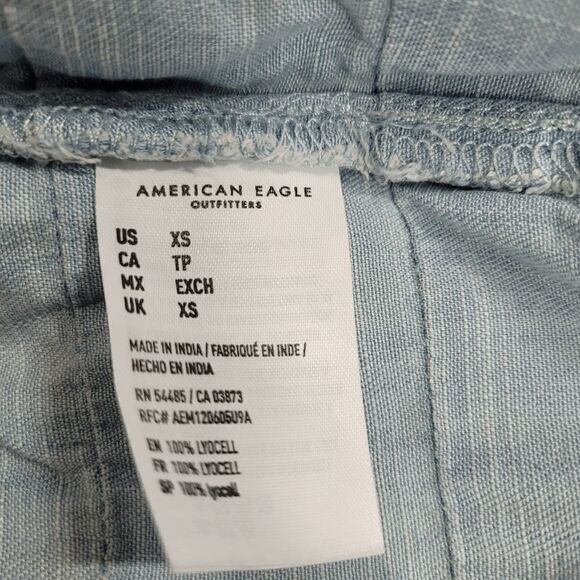 AMERICAN EAGLE
OUTFITTERS
US XS
CA TP
MX EXCH
UK XS
MADE IN INDIA / FABRIQUÉ EN INDE /
HECHO EN INDIA
RN 54485 / CA 03873
RFC# AEM120605U9A
EN 100% LYOCELL
FR 100% LYOCELL
SP 100% lyocell